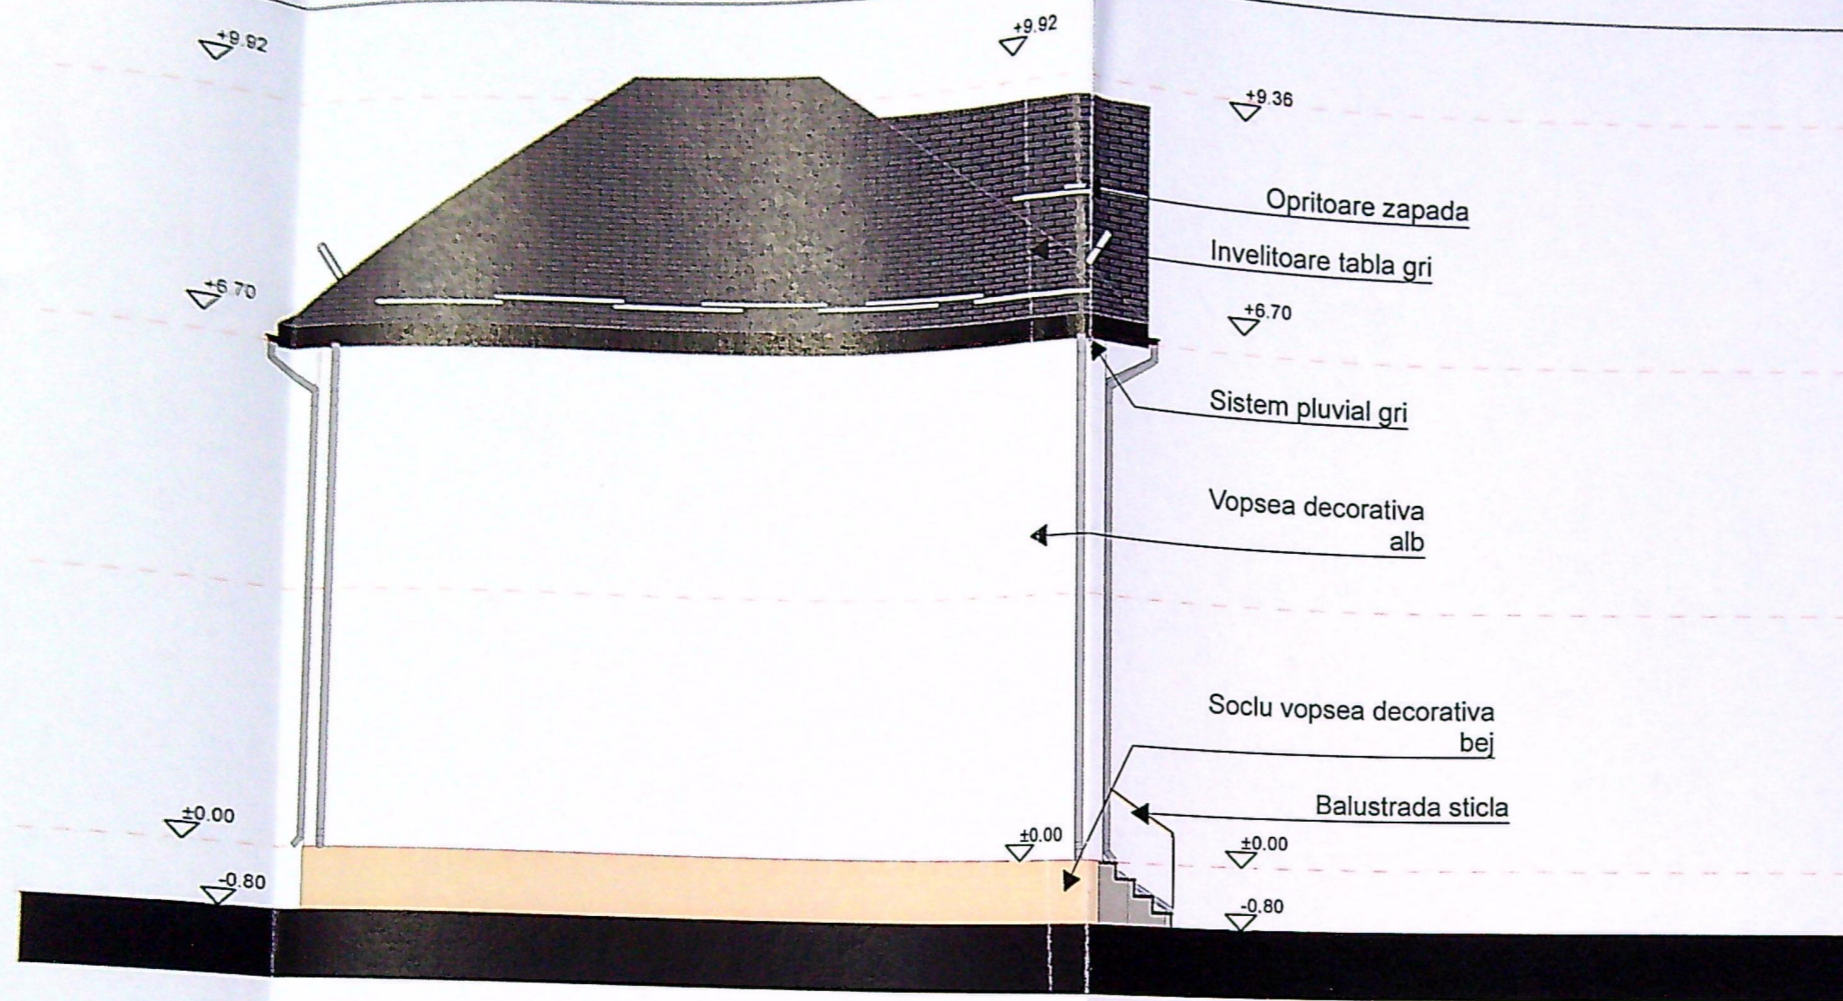 +9.92
+9.92
+9.36
Opritoare zapada
Invelitoare tabla gri
+6.70
+6.70
Sistem pluvial gri
Vopsea decorativa
alb
Soclu vopsea decorativa
bej
Balustrada sticla
±0.00
±0.00
±0.00
-0.80
-0.80